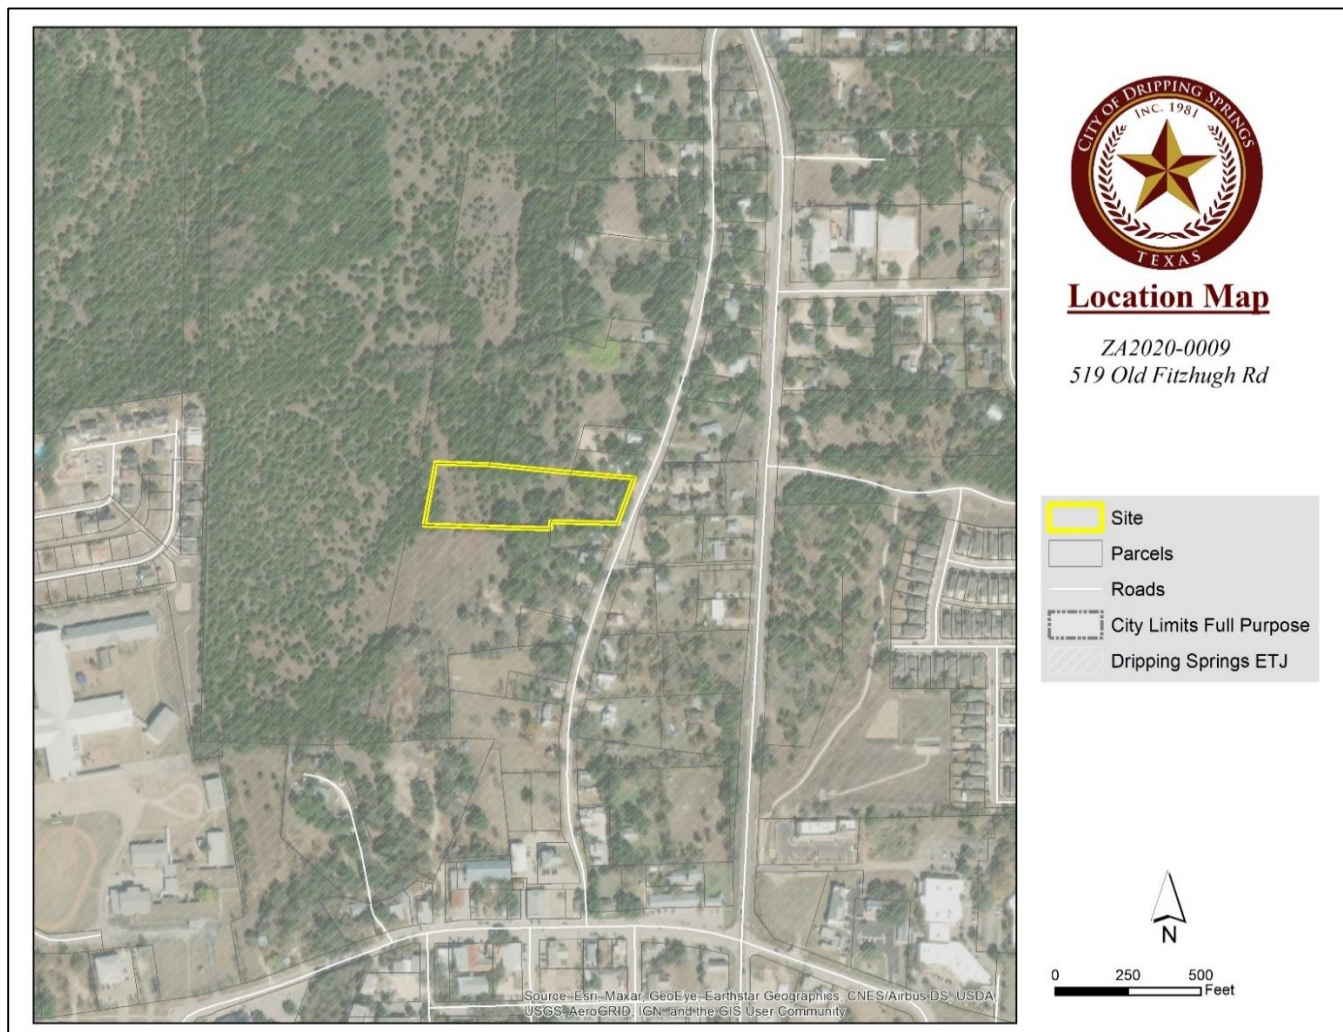 CITY OF DRIPPING SPRINGS
INC. 1981
TEXAS
Location Map
ZA2020-0009
519 Old Fitzhugh Rd
Site
Parcels
Roads
City Limits Full Purpose
Dripping Springs ETJ
N
0 250 500
Feet
Source: Esri, Maxar, GeoEye, Earthstar Geographics, CNES/Airbus DS, USDA,
USGS, AeroGRID, IGN, and the GIS User Community